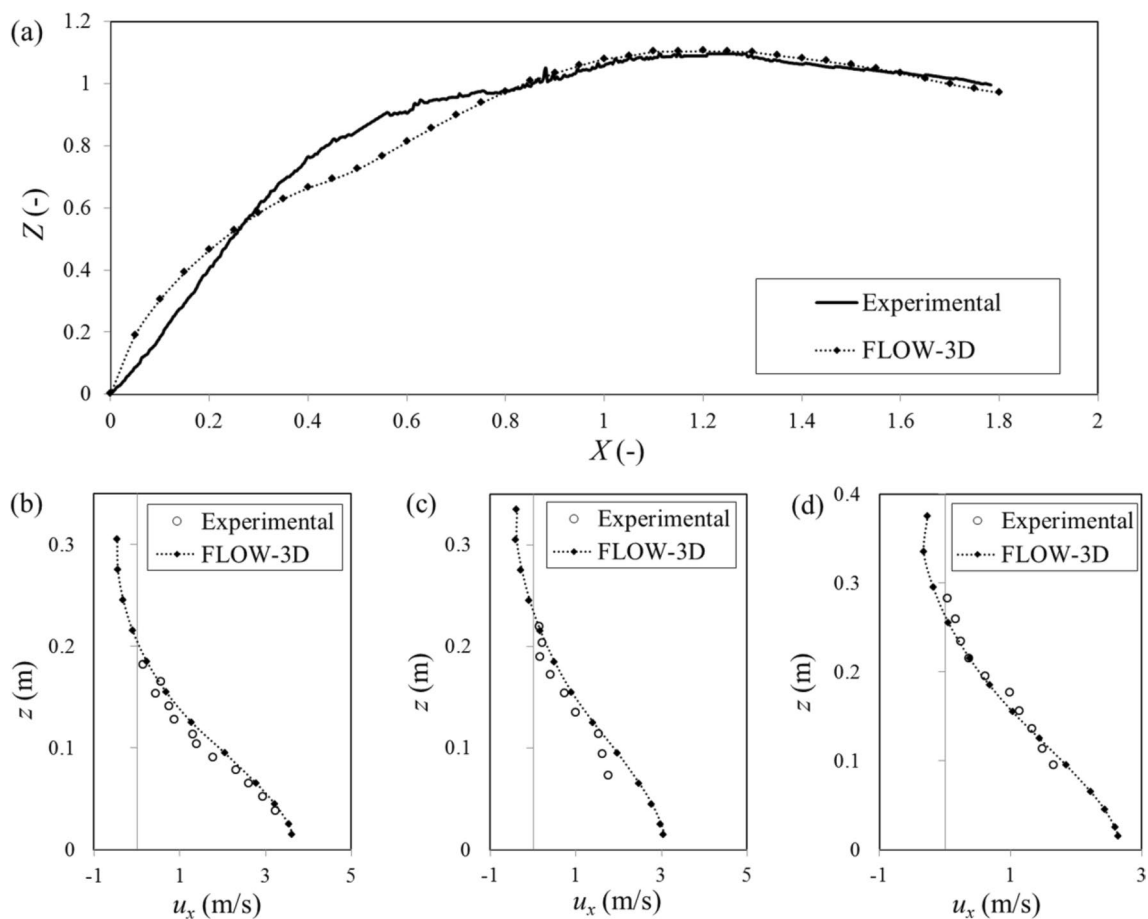 (a)
1.2
1
0.8
0.6
0.4
0.2
0
Z (-)
Experimental
FLOW-3D
0 0.2 0.4 0.6 0.8 1 1.2 1.4 1.6 1.8 2
X (-)
(b)
Experimental
FLOW-3D
0.3
0.2
0.1
0
z (m)
-1 1 3 5
uₓ (m/s)
(c)
Experimental
FLOW-3D
0.3
0.2
0.1
0
z (m)
-1 1 3 5
uₓ (m/s)
(d)
Experimental
FLOW-3D
0.4
0.3
0.2
0.1
0
z (m)
-1 1 3
uₓ (m/s)